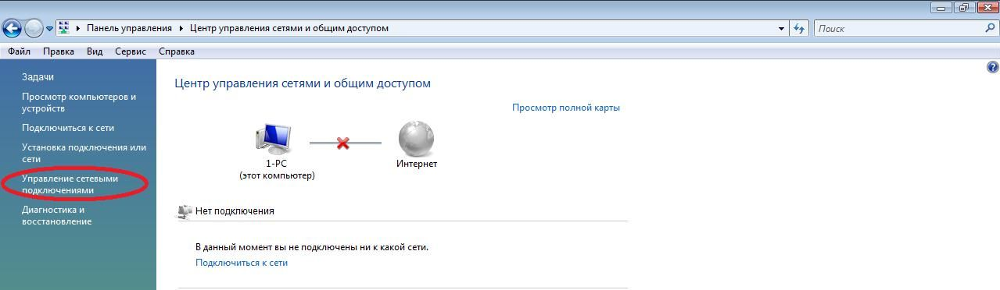 Панель управления ▸ Центр управления сетями и общим доступом
Поиск
Файл Правка Вид Сервис Справка
Задачи
Просмотр компьютеров и
устройств
Подключиться к сети
Установка подключения или
сети
Управление сетевыми
подключениями
Диагностика и
восстановление
Центр управления сетями и общим доступом
Просмотр полной карты
1-PC
(этот компьютер)
Интернет
Нет подключения
В данный момент вы не подключены ни к какой сети.
Подключиться к сети